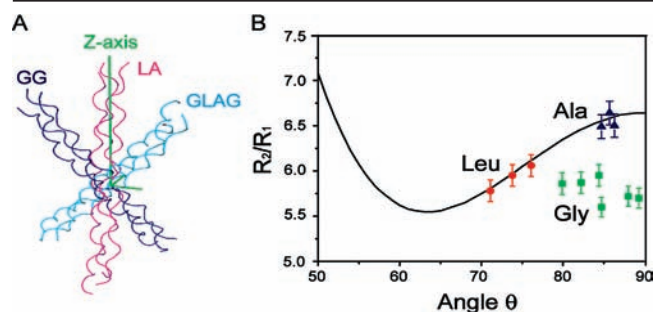 A
Z-axis
LA
GG
GLAG
B
7.5
7.0
6.5
6.0
5.5
5.0
R₂/R₁
Ala
Leu
Gly
50 60 70 80 90
Angle θ